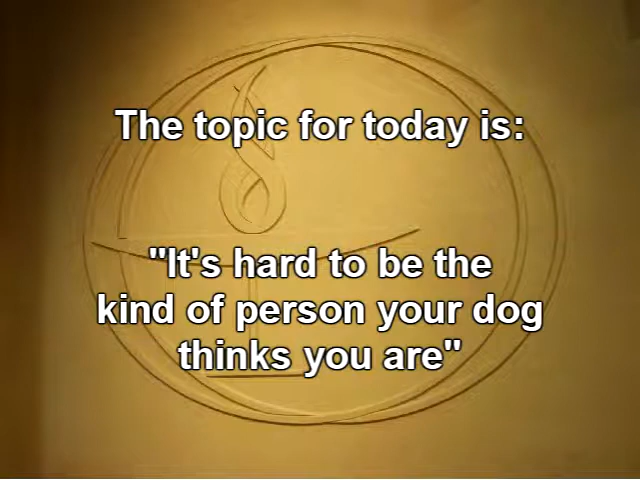 The topic for today is:
"It's hard to be the
kind of person your dog
thinks you are"